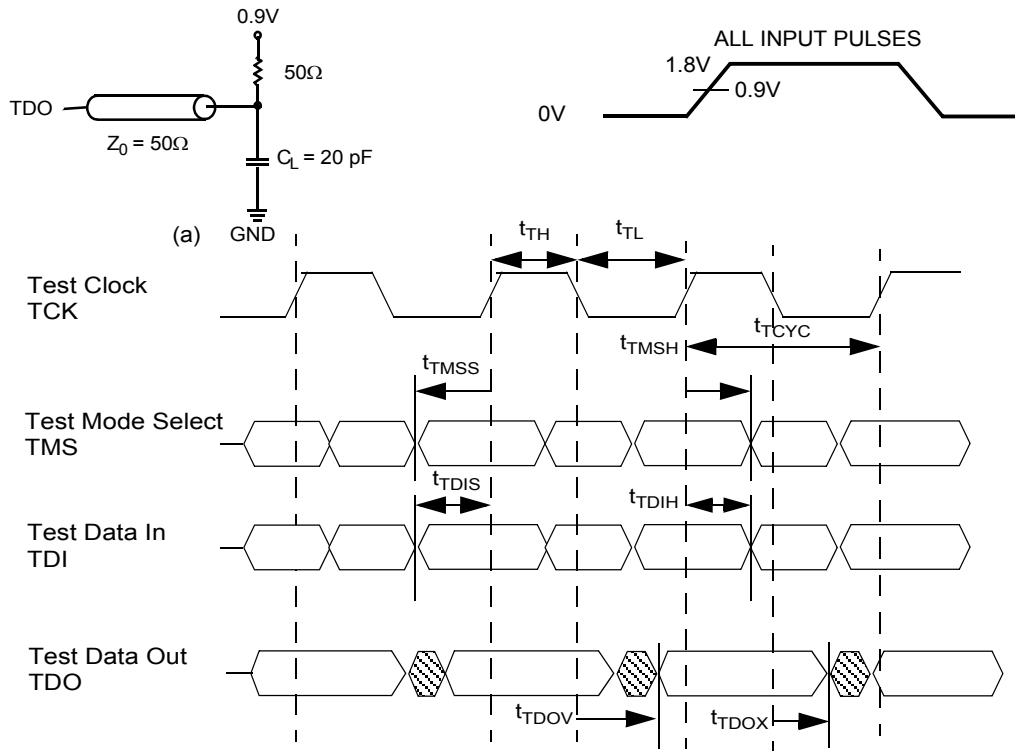 0.9V
50Ω
TDO
Z0 = 50Ω
CL = 20 pF
(a)
GND
ALL INPUT PULSES
1.8V
0.9V
0V
tTH
tTL
Test Clock
TCK
tTCYC
tTMSH
tTMSS
Test Mode Select
TMS
tTDIS
tTDIH
Test Data In
TDI
Test Data Out
TDO
tTDOV
tTDOX